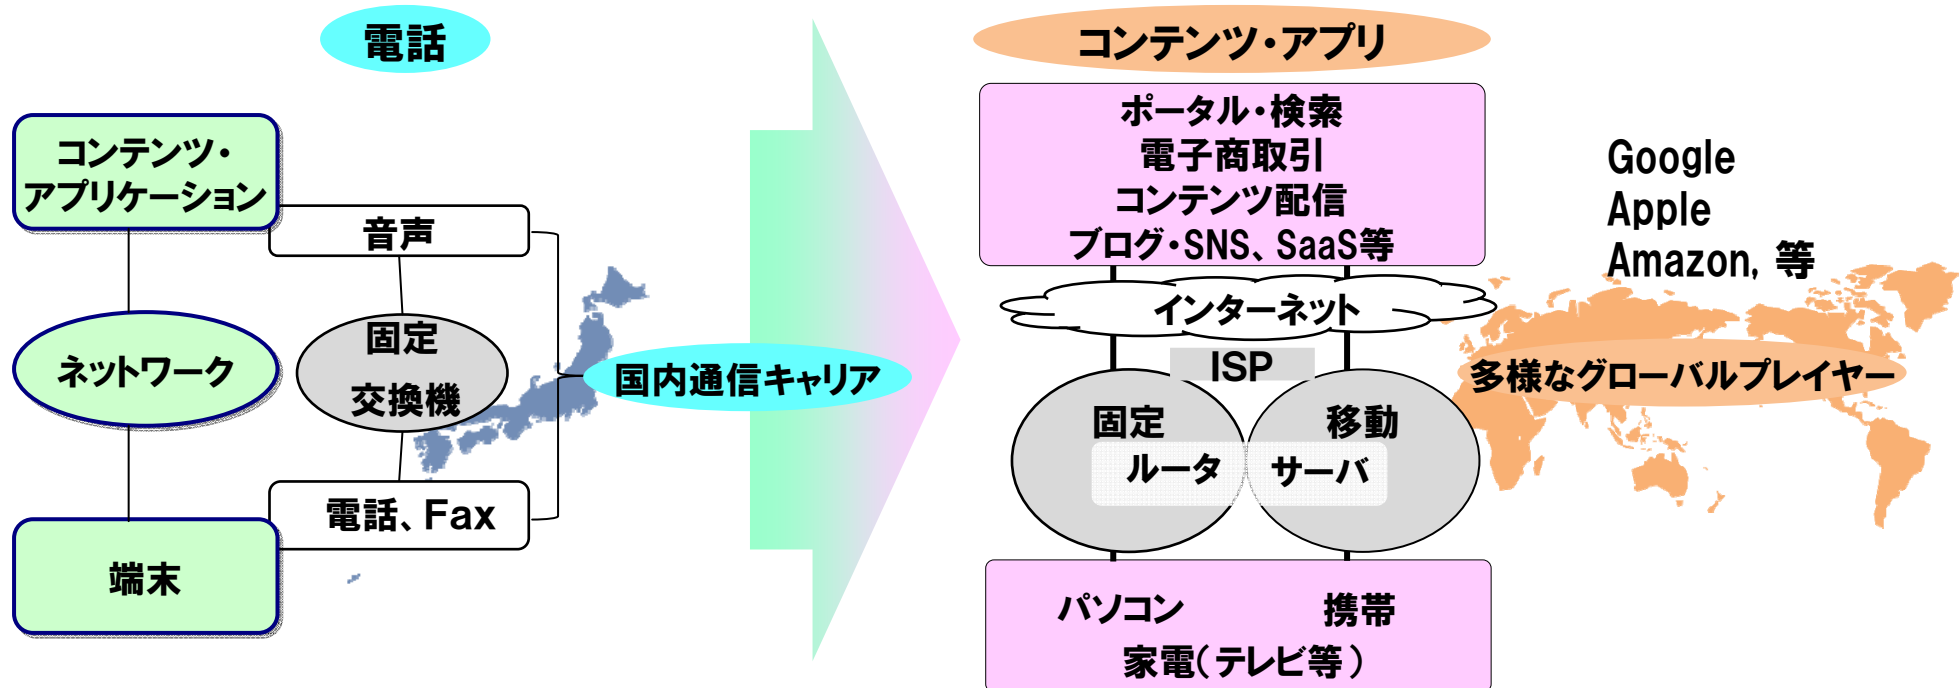 電話
コンテンツ・
アプリケーション
音声
ネットワーク
固定
交換機
国内通信キャリア
電話、Fax
端末
コンテンツ・アプリ
ポータル・検索
電子商取引
コンテンツ配信
ブログ・SNS、SaaS等
インターネット
ISP
固定
移動
ルータ
サーバ
パソコン
携帯
家電(テレビ等)
Google
Apple
Amazon, 等
多様なグローバルプレイヤー